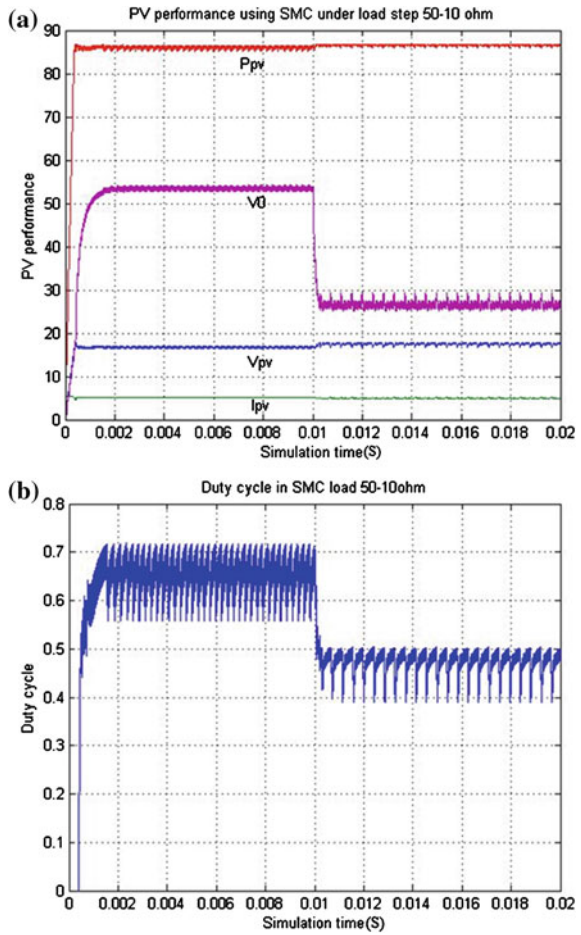 (a)
PV performance using SMC under load step 50-10 ohm
90
80
70
60
50
40
30
20
10
0
PV performance
Ppv
V0
Vpv
Ipv
0 0.002 0.004 0.006 0.008 0.01 0.012 0.014 0.016 0.018 0.02
Simulation time(S)
(b)
Duty cycle in SMC load 50-10ohm
0.8
0.7
0.6
0.5
0.4
0.3
0.2
0.1
0
Duty cycle
0 0.002 0.004 0.006 0.008 0.01 0.012 0.014 0.016 0.018 0.02
Simulation time(S)